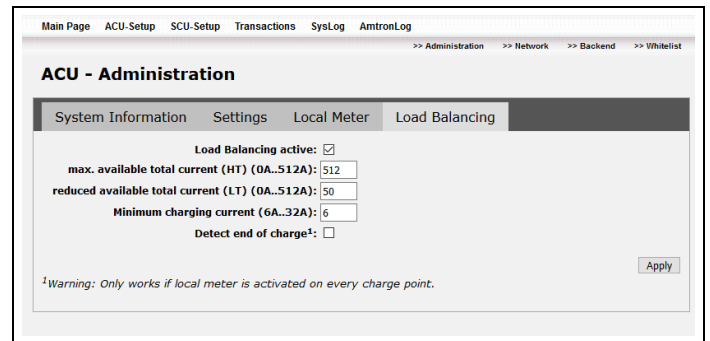 Main Page ACU-Setup SCU-Setup Transactions SysLog AmtronLog
>> Administration >> Network >> Backend >> Whitelist
ACU - Administration
System Information Settings Local Meter Load Balancing
Load Balancing active:
max. available total current (HT) (0A..512A): 512
reduced available total current (LT) (0A..512A): 50
Minimum charging current (6A..32A): 6
Detect end of charge¹:
Apply
¹Warning: Only works if local meter is activated on every charge point.